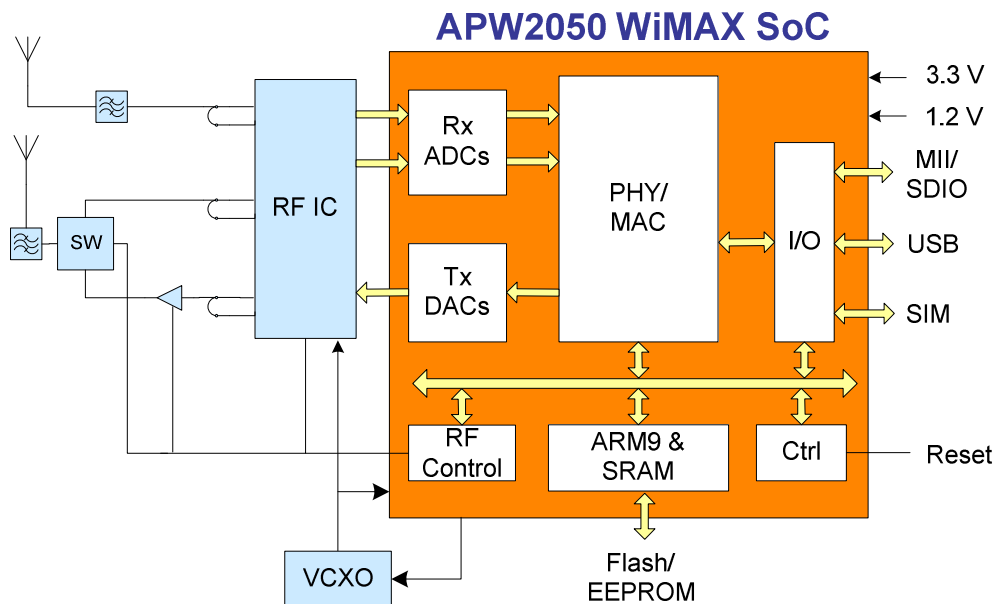 APW2050 WiMAX SoC
3.3 V
1.2 V
Rx
ADCs
MII/
SDIO
PHY/
MAC
RF IC
I/O
SW
USB
Tx
DACs
SIM
RF
Control
ARM9 &
SRAM
Ctrl
Reset
VCXO
Flash/
EEPROM